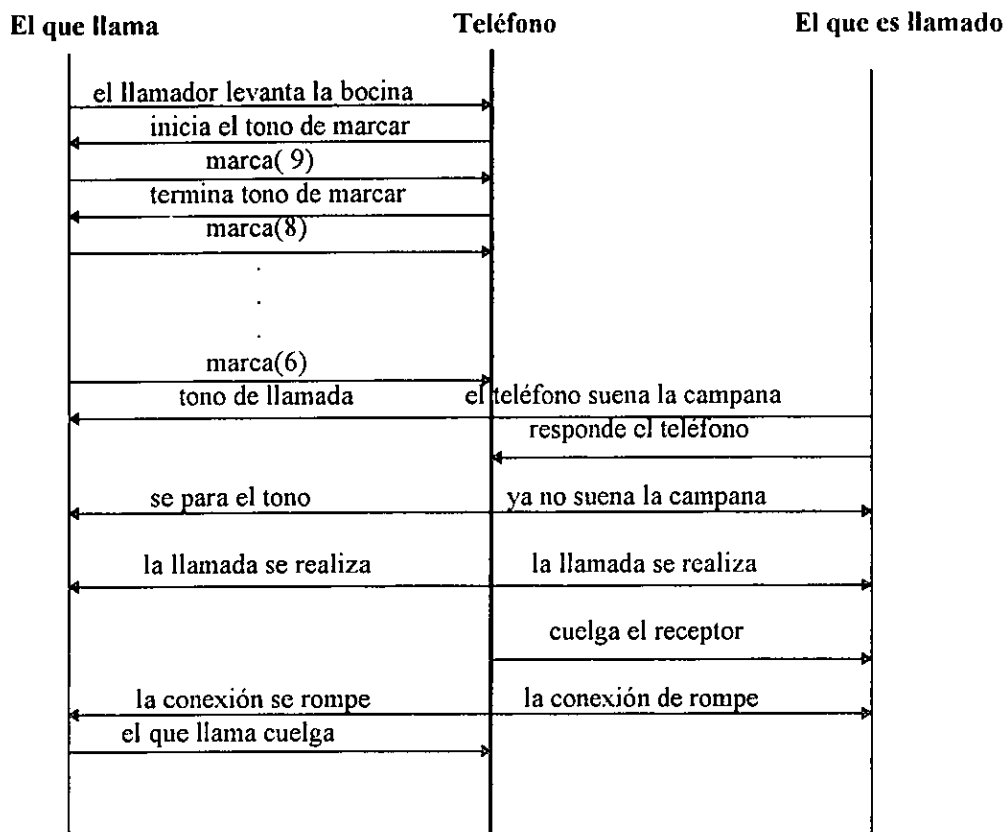 El que llama Teléfono El que es llamado
el llamador levanta la bocina
inicia el tono de marcar
marca( 9)
termina tono de marcar
marca(8)
.
.
.
marca(6)
tono de llamada el teléfono suena la campana
responde el teléfono
se para el tono ya no suena la campana
la llamada se realiza la llamada se realiza
cuelga el receptor
la conexión se rompe la conexión de rompe
el que llama cuelga